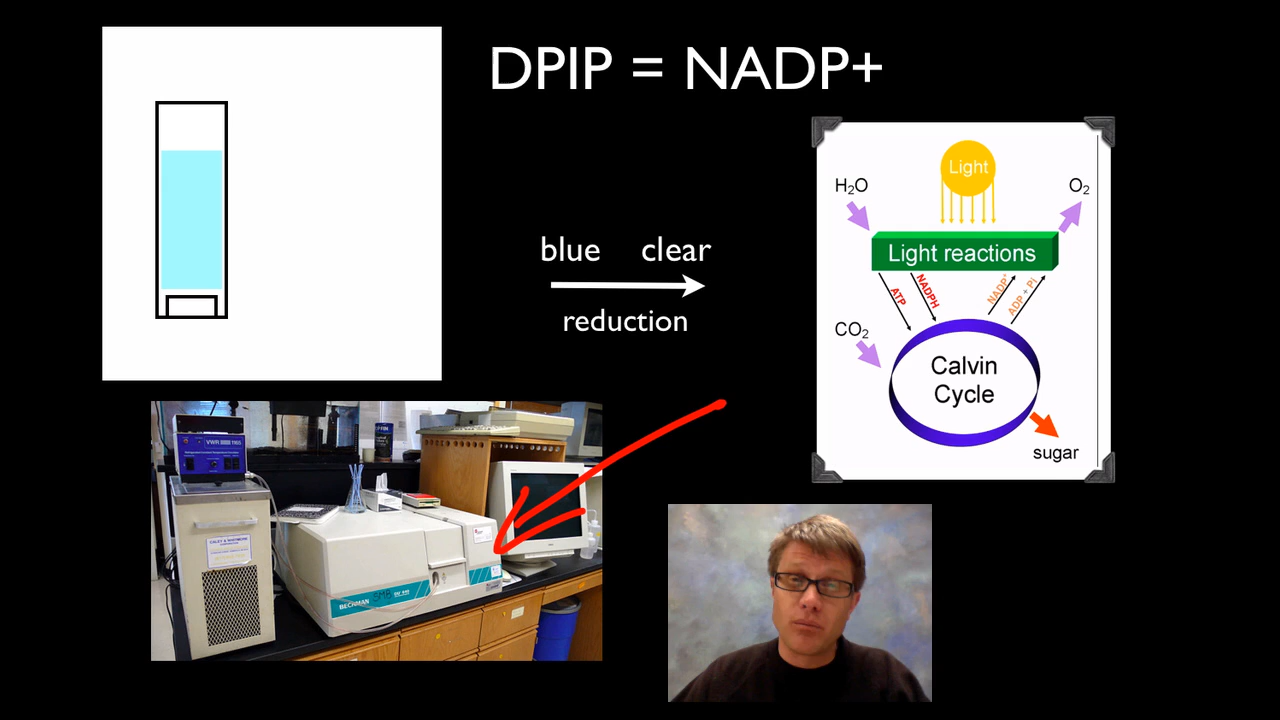 DPIP = NADP+
Light
H₂O
O₂
Light reactions
ATP
NADPH
NADP⁺
ADP + Pi
blue clear
reduction
CO₂
Calvin
Cycle
sugar
VWR
BECKMAN